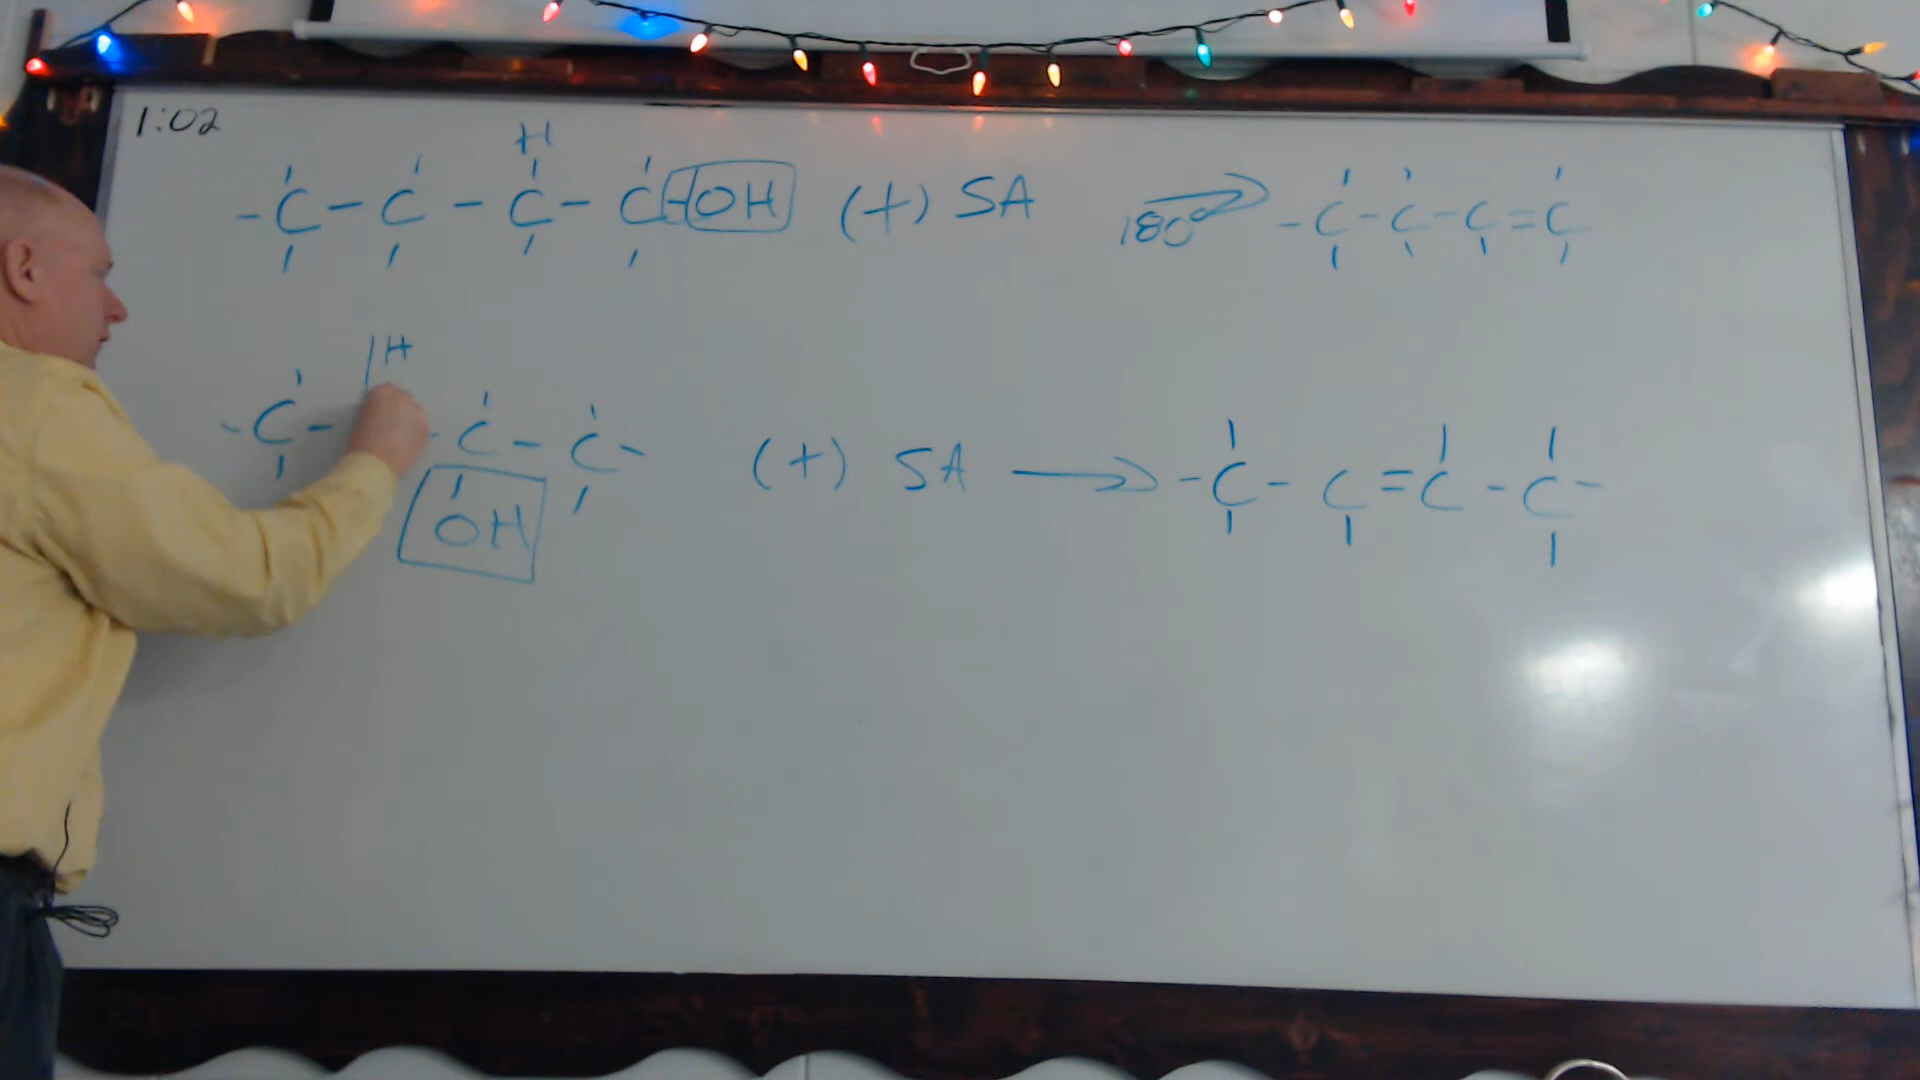 1:02
H
-C-C-C-C-OH (+) SA 180° -C-C-C=C
H
-C- -C-C- (+) SA → -C-C=C-C-
OH